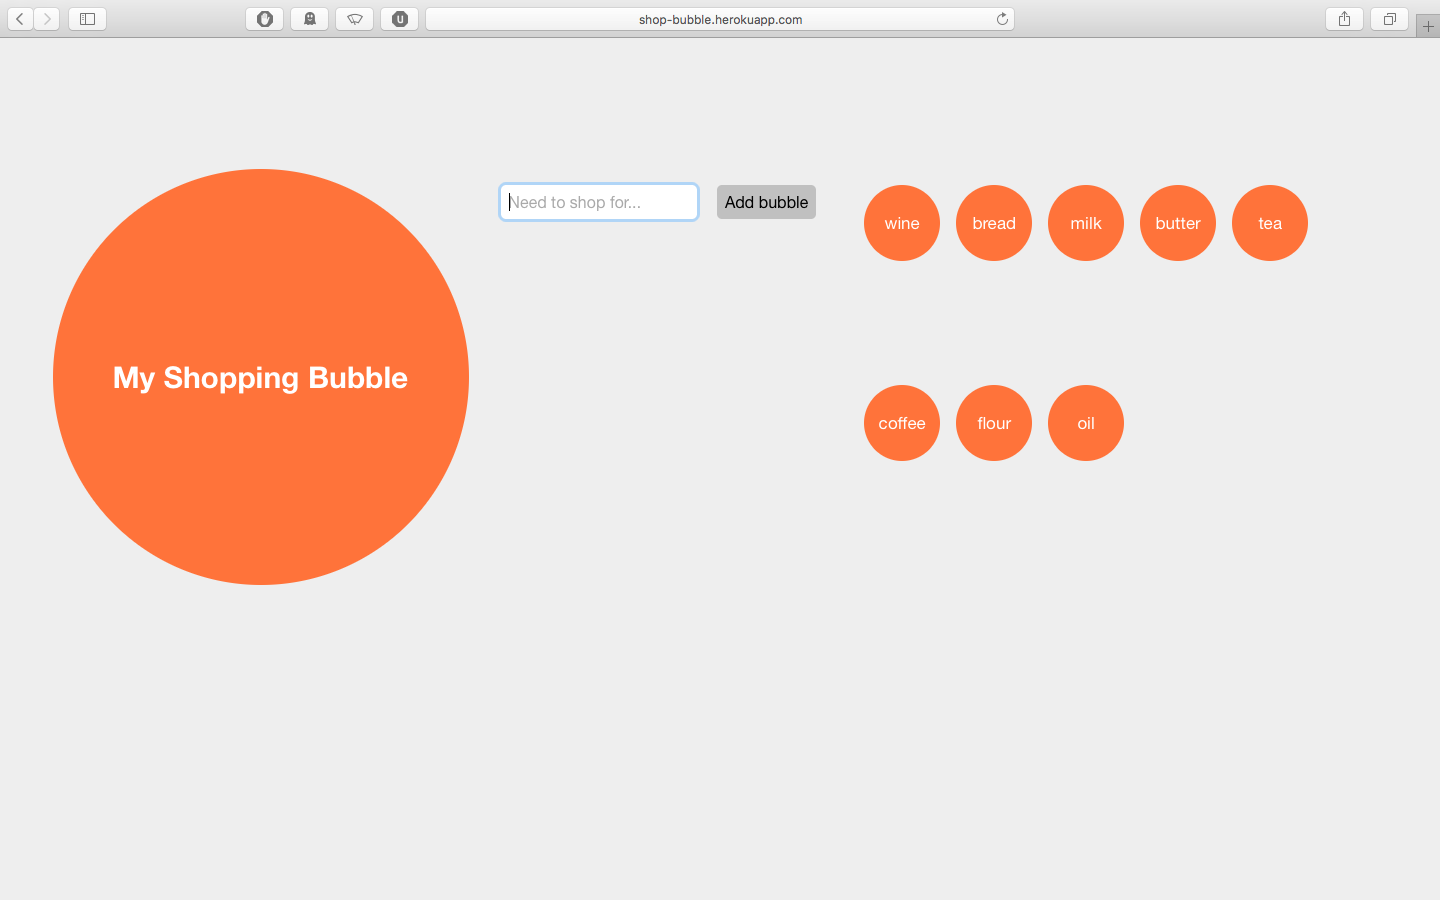 shop-bubble.herokuapp.com
U
My Shopping Bubble
Need to shop for...
Add bubble
wine bread milk butter tea
coffee flour oil